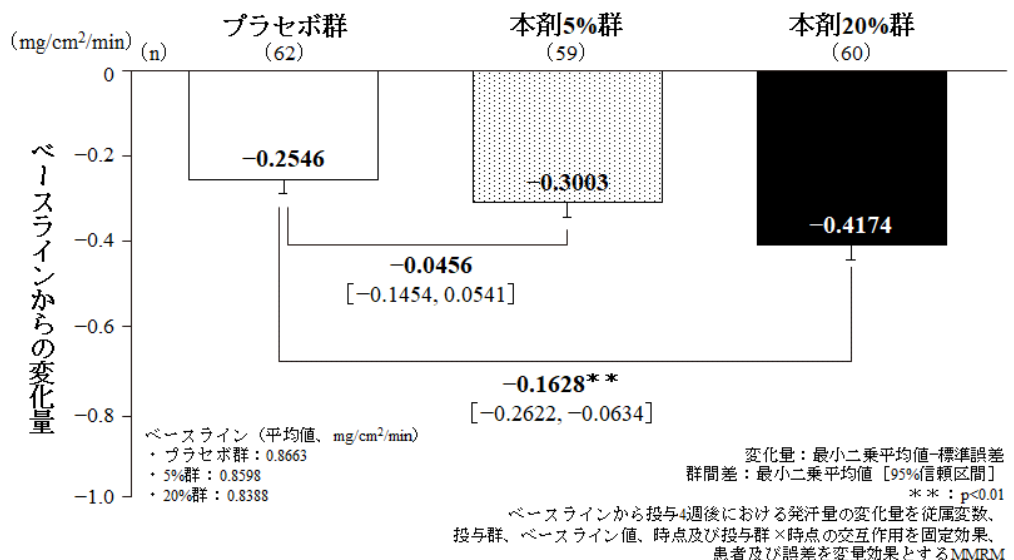 プラセボ群 本剤5%群 本剤20%群
(mg/cm²/min) (n) (62) (59) (60)
0
−0.2
−0.4
−0.6
−0.8
−1.0
ベースラインからの変化量
−0.2546
−0.3003
−0.4174
−0.0456
[−0.1454, 0.0541]
−0.1628**
[−0.2622, −0.0634]
ベースライン（平均値、mg/cm²/min）
・プラセボ群：0.8663
・5%群：0.8598
・20%群：0.8388
変化量：最小二乗平均値−標準誤差
群間差：最小二乗平均値［95%信頼区間］
＊＊：p<0.01
ベースラインから投与4週後における発汗量の変化量を従属変数、
投与群、ベースライン値、時点及び投与群×時点の交互作用を固定効果、
患者及び誤差を変量効果とするMMRM